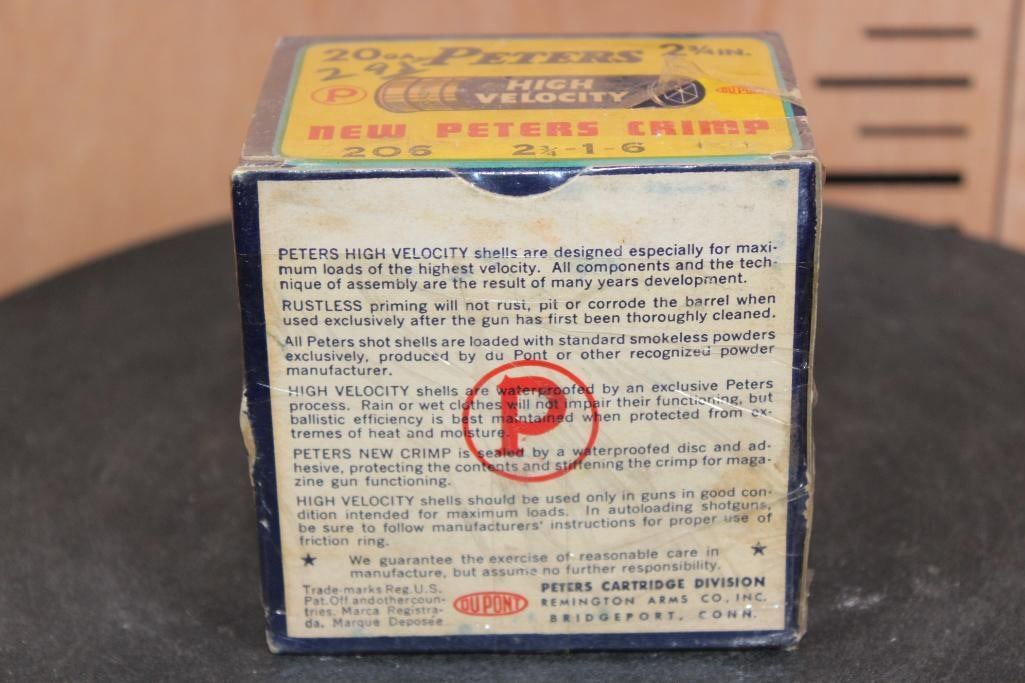 20 GA. PETERS 2¾ IN.
298
P HIGH VELOCITY DUPONT
NEW PETERS CRIMP
206 2¾-1-6
PETERS HIGH VELOCITY shells are designed especially for maxi-
mum loads of the highest velocity. All components and the tech-
nique of assembly are the result of many years development.
RUSTLESS priming will not rust, pit or corrode the barrel when
used exclusively after the gun has first been thoroughly cleaned.
All Peters shot shells are loaded with standard smokeless powders
exclusively, produced by du Pont or other recognized powder
manufacturer.
HIGH VELOCITY shells are waterproofed by an exclusive Peters
process. Rain or wet clothes will not impair their functioning, but
ballistic efficiency is best maintained when protected from ex-
tremes of heat and moisture.
P
PETERS NEW CRIMP is sealed by a waterproofed disc and ad-
hesive, protecting the contents and stiffening the crimp for maga-
zine gun functioning.
HIGH VELOCITY shells should be used only in guns in good con-
dition intended for maximum loads. In autoloading shotguns,
be sure to follow manufacturers' instructions for proper use of
friction ring.
★ We guarantee the exercise of reasonable care in ★
manufacture, but assume no further responsibility.
Trade-marks Reg. U.S.
Pat. Off and other coun-
tries. Marca Registra-
da. Marque Deposee
DU PONT
PETERS CARTRIDGE DIVISION
REMINGTON ARMS CO., INC.
BRIDGEPORT, CONN.